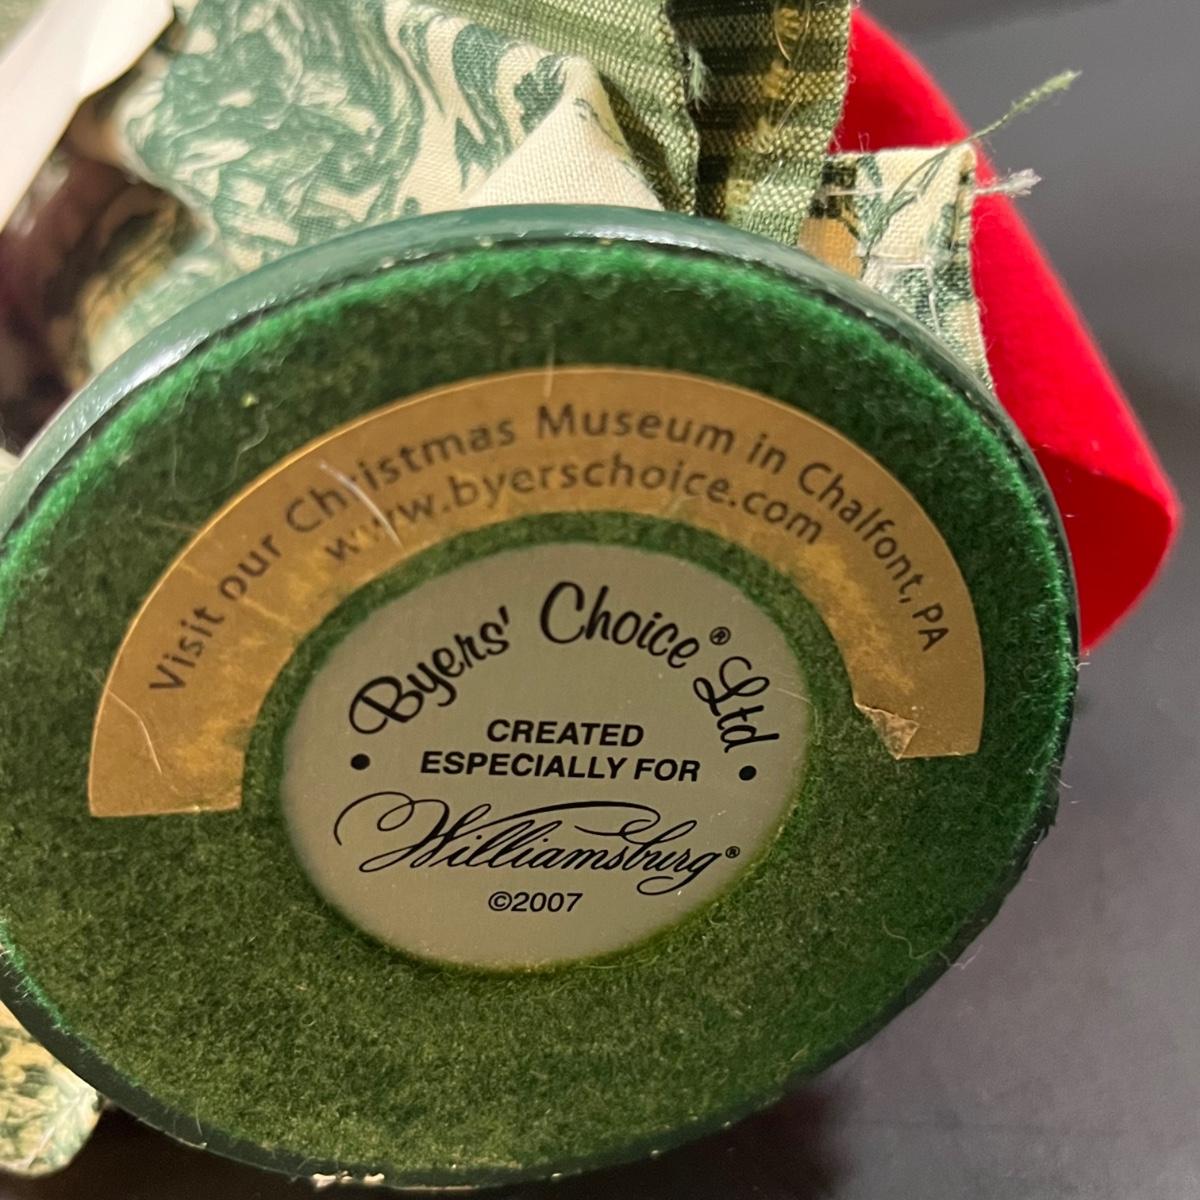 Visit our Christmas Museum in Chalfont, PA
www.byerschoice.com
Byers' Choice® Ltd
• CREATED
ESPECIALLY FOR •
Williamsburg®
©2007